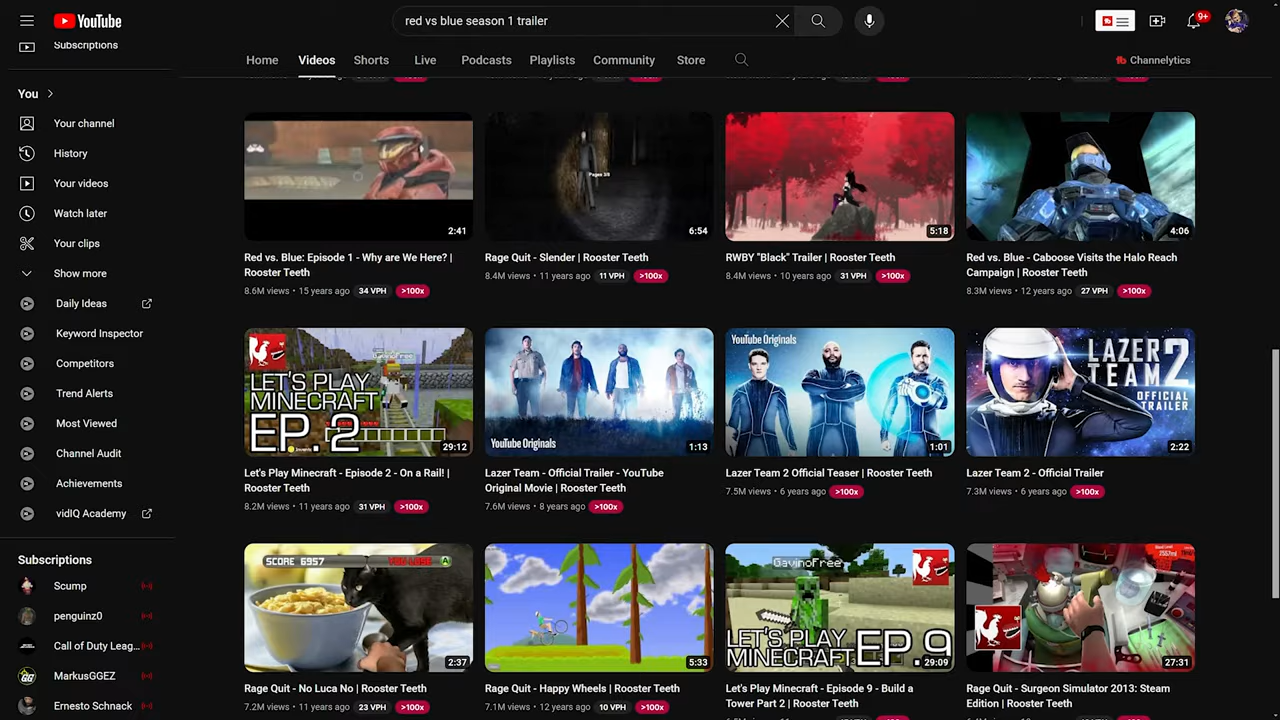 YouTube
red vs blue season 1 trailer
9+
Subscriptions
Home
Videos
Shorts
Live
Podcasts
Playlists
Community
Store
Channelytics
You
Your channel
History
Your videos
Watch later
Your clips
Show more
Daily Ideas
Keyword Inspector
Competitors
Trend Alerts
Most Viewed
Channel Audit
Achievements
vidIQ Academy
Subscriptions
Scump
penguinz0
Call of Duty Leag...
MarkusGGEZ
Ernesto Schnack
2:41
Red vs. Blue: Episode 1 - Why are We Here? |
Rooster Teeth
8.6M views • 15 years ago 34 VPH >100x
Pages 3/8
6:54
Rage Quit - Slender | Rooster Teeth
8.4M views • 11 years ago 11 VPH >100x
5:18
RWBY "Black" Trailer | Rooster Teeth
8.4M views • 10 years ago 31 VPH >100x
4:06
Red vs. Blue - Caboose Visits the Halo Reach
Campaign | Rooster Teeth
8.3M views • 12 years ago 27 VPH >100x
GavinoFree
LET'S PLAY
MINECRAFT
EP. 2
29:12
Let's Play Minecraft - Episode 2 - On a Rail! |
Rooster Teeth
8.2M views • 11 years ago 31 VPH >100x
YouTube Originals
1:13
Lazer Team - Official Trailer - YouTube
Original Movie | Rooster Teeth
7.6M views • 8 years ago >100x
YouTube Originals
1:01
Lazer Team 2 Official Teaser | Rooster Teeth
7.5M views • 6 years ago >100x
LAZER
TEAM 2
OFFICIAL
TRAILER
2:22
Lazer Team 2 - Official Trailer
7.3M views • 6 years ago >100x
SCORE 6957
YOU LOSE
A
2:37
Rage Quit - No Luca No | Rooster Teeth
7.2M views • 11 years ago 23 VPH >100x
5:33
Rage Quit - Happy Wheels | Rooster Teeth
7.1M views • 12 years ago 10 VPH >100x
GavinoFree
LET'S PLAY
MINECRAFT EP 9
29:09
Let's Play Minecraft - Episode 9 - Build a
Tower Part 2 | Rooster Teeth
27:31
Rage Quit - Surgeon Simulator 2013: Steam
Edition | Rooster Teeth